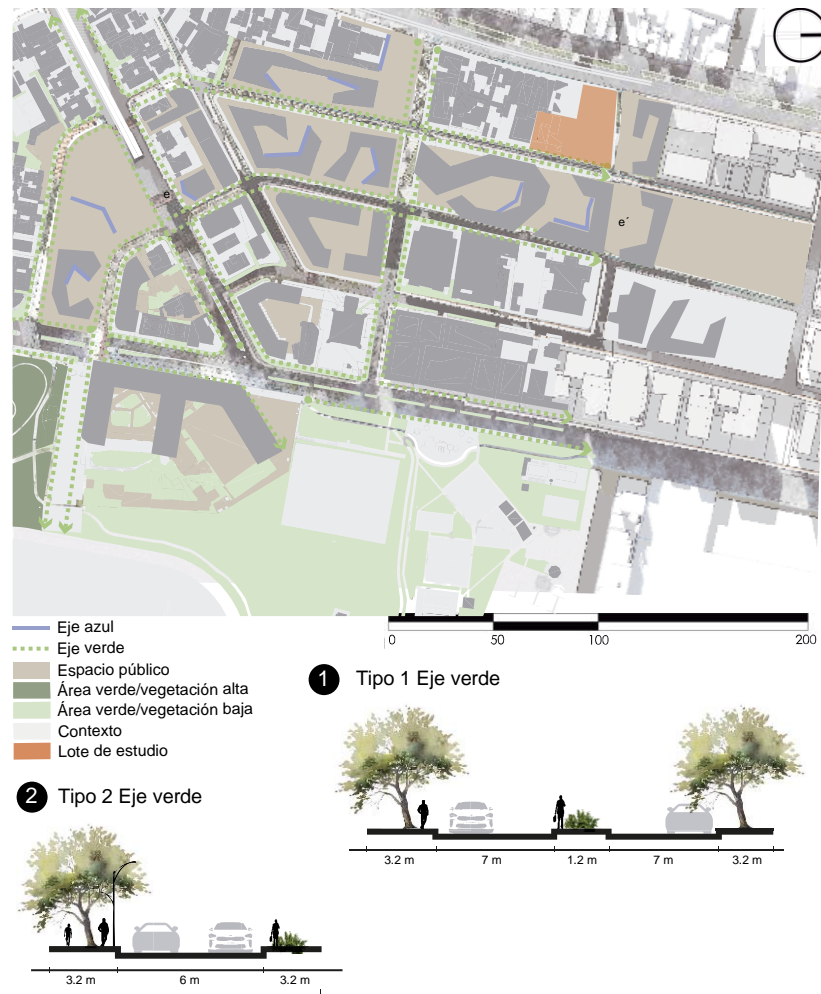 e
e´
Eje azul
Eje verde
Espacio público
Área verde/vegetación alta
Área verde/vegetación baja
Contexto
Lote de estudio
0 50 100 200
1 Tipo 1 Eje verde
3.2 m 7 m 1.2 m 7 m 3.2 m
2 Tipo 2 Eje verde
3.2 m 6 m 3.2 m